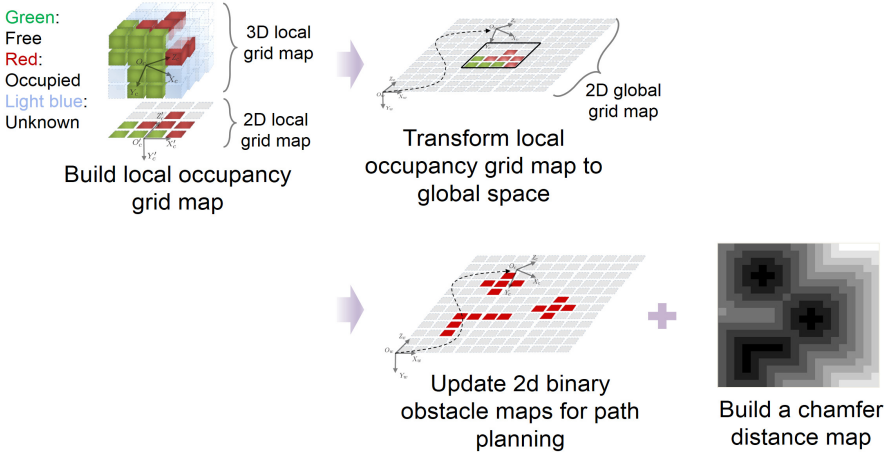 Green:
Free
Red:
Occupied
Light blue:
Unknown
3D local
grid map
2D local
grid map
Build local occupancy
grid map
2D global
grid map
Transform local
occupancy grid map to
global space
Update 2d binary
obstacle maps for path
planning
Build a chamfer
distance map